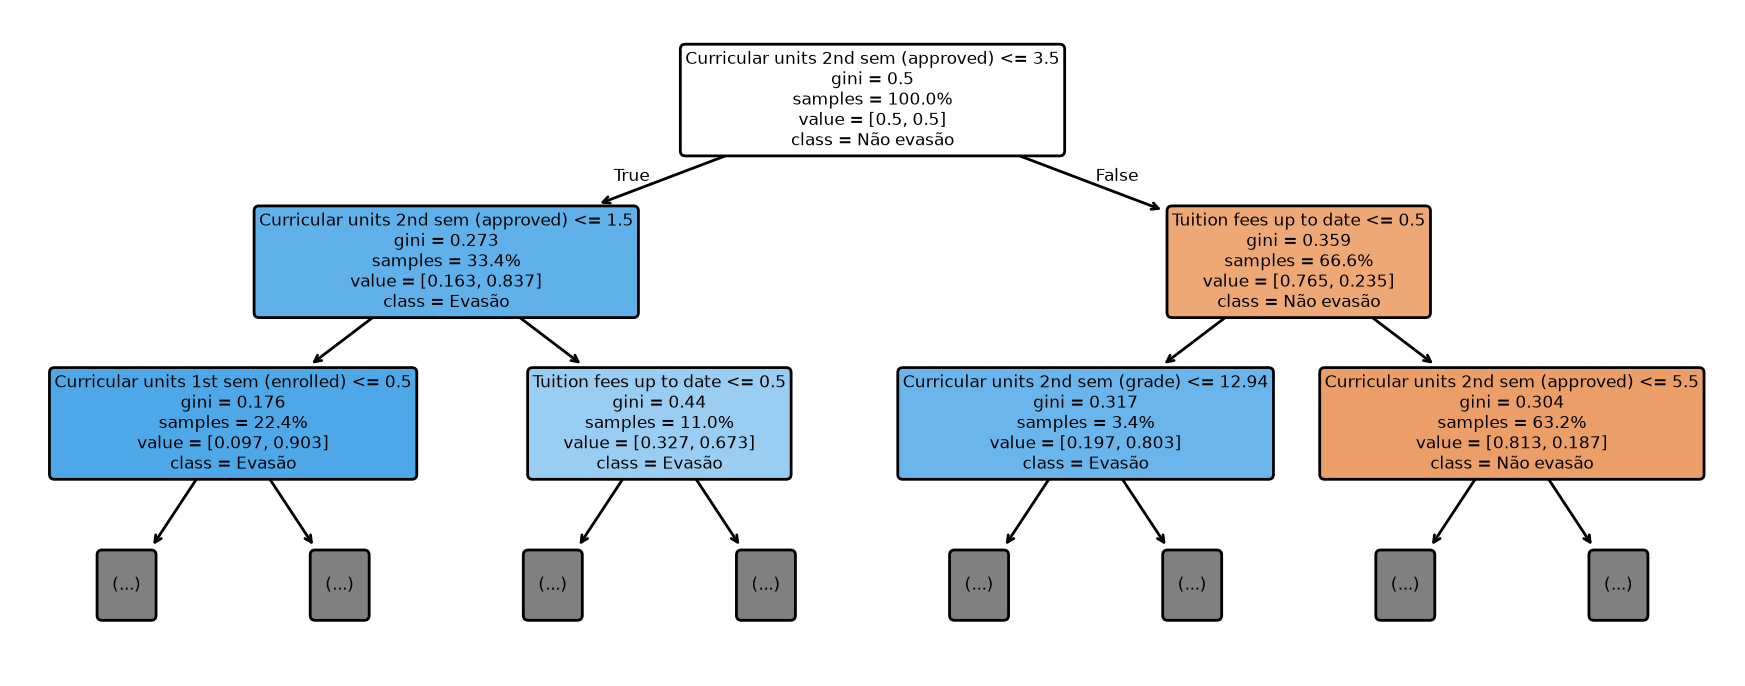 Curricular units 2nd sem (approved) <= 3.5
gini = 0.5
samples = 100.0%
value = [0.5, 0.5]
class = Não evasão
True
False
Curricular units 2nd sem (approved) <= 1.5
gini = 0.273
samples = 33.4%
value = [0.163, 0.837]
class = Evasão
Tuition fees up to date <= 0.5
gini = 0.359
samples = 66.6%
value = [0.765, 0.235]
class = Não evasão
Curricular units 1st sem (enrolled) <= 0.5
gini = 0.176
samples = 22.4%
value = [0.097, 0.903]
class = Evasão
Tuition fees up to date <= 0.5
gini = 0.44
samples = 11.0%
value = [0.327, 0.673]
class = Evasão
Curricular units 2nd sem (grade) <= 12.94
gini = 0.317
samples = 3.4%
value = [0.197, 0.803]
class = Evasão
Curricular units 2nd sem (approved) <= 5.5
gini = 0.304
samples = 63.2%
value = [0.813, 0.187]
class = Não evasão
(...)
(...)
(...)
(...)
(...)
(...)
(...)
(...)